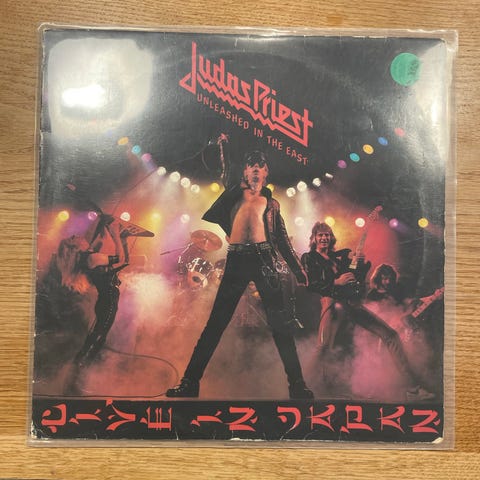 Judas Priest
UNLEASHED IN THE EAST
LIVE IN JAPAN